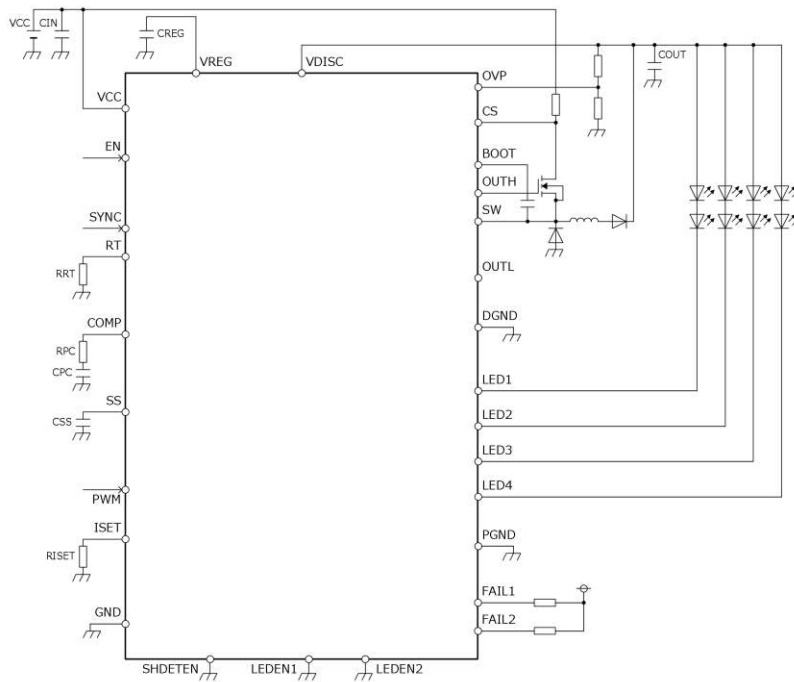 VCC
CIN
CREG
VREG
VDISC
COUT
VCC
OVP
CS
EN
BOOT
OUTH
SYNC
SW
RT
RRT
OUTL
COMP
DGND
RPC
CPC
LED1
SS
LED2
CSS
LED3
LED4
PWM
ISET
PGND
RISET
FAIL1
GND
FAIL2
SHDETEN
LEDEN1
LEDEN2